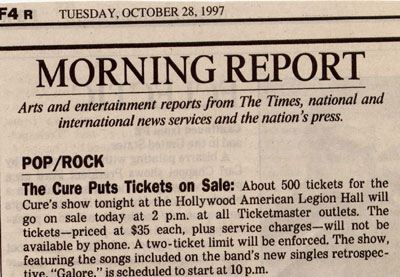 F4 R TUESDAY, OCTOBER 28, 1997
MORNING REPORT
Arts and entertainment reports from The Times, national and
international news services and the nation's press.
POP/ROCK
The Cure Puts Tickets on Sale: About 500 tickets for the
Cure's show tonight at the Hollywood American Legion Hall will
go on sale today at 2 p.m. at all Ticketmaster outlets. The
tickets—priced at $35 each, plus service charges—will not be
available by phone. A two-ticket limit will be enforced. The show,
featuring the songs included on the band's new singles retrospec-
tive, "Galore," is scheduled to start at 10 p.m.